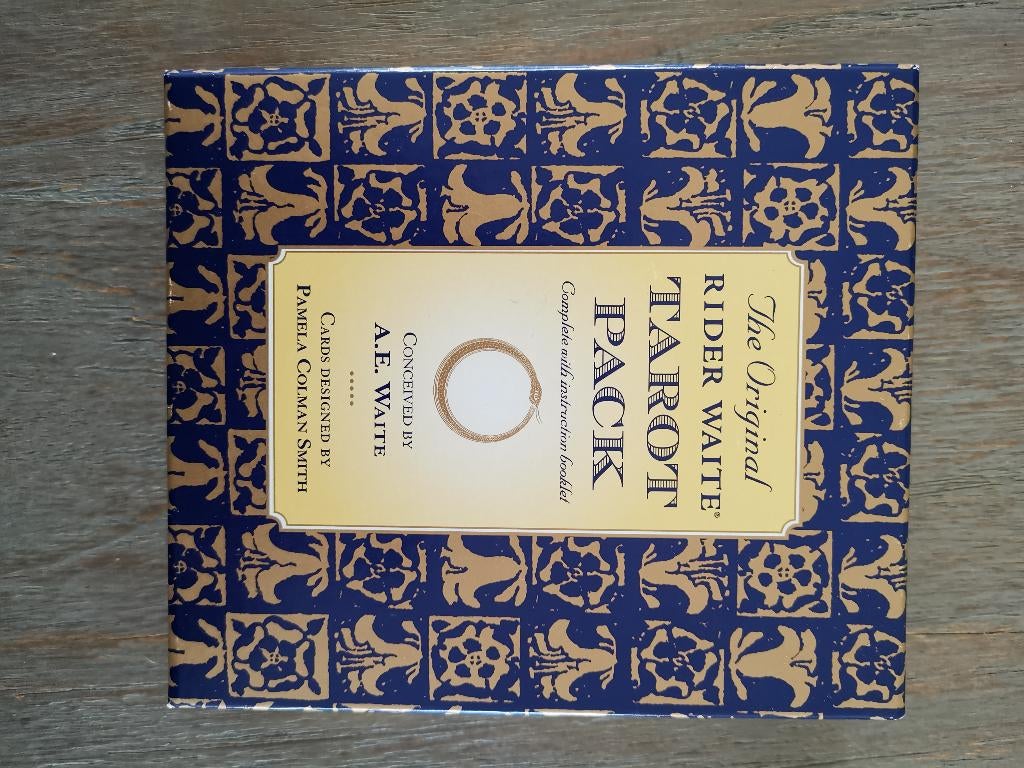 The Original
RIDER WAITE®
TAROT
PACK
Complete with instruction booklet
CONCEIVED BY
A.E. WAITE
CARDS DESIGNED BY
PAMELA COLMAN SMITH